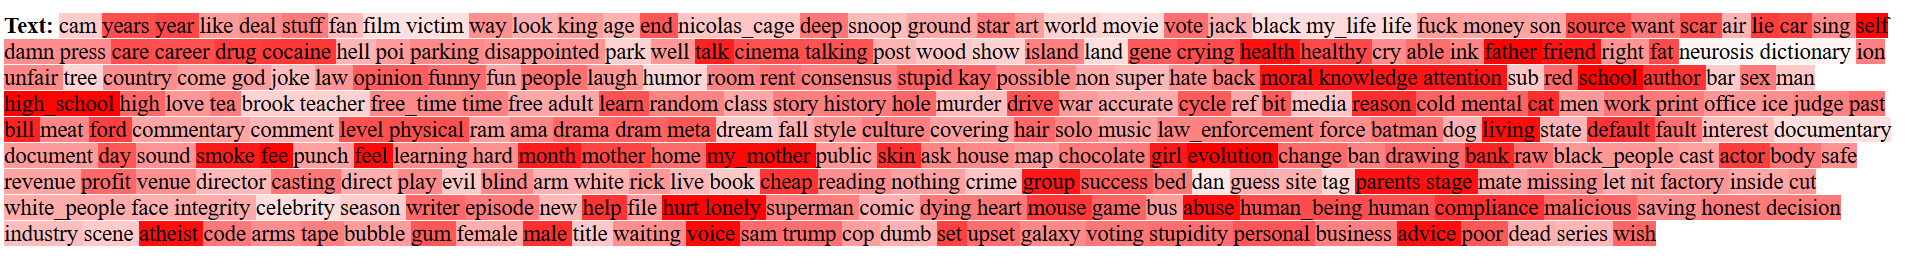 Text: cam years year like deal stuff fan film victim way look king age end nicolas_cage deep snoop ground star art world movie vote jack black my_life life fuck money son source want scar air lie car sing self
damn press care career drug cocaine hell poi parking disappointed park well talk cinema talking post wood show island land gene crying health healthy cry able ink father friend right fat neurosis dictionary ion
unfair tree country come god joke law opinion funny fun people laugh humor room rent consensus stupid kay possible non super hate back moral knowledge attention sub red school author bar sex man
high_school high love tea brook teacher free_time time free adult learn random class story history hole murder drive war accurate cycle ref bit media reason cold mental cat men work print office ice judge past
bill meat ford commentary comment level physical ram ama drama dram meta dream fall style culture covering hair solo music law_enforcement force batman dog living state default fault interest documentary
document day sound smoke fee punch feel learning hard month mother home my_mother public skin ask house map chocolate girl evolution change ban drawing bank raw black_people cast actor body safe
revenue profit venue director casting direct play evil blind arm white rick live book cheap reading nothing crime group success bed dan guess site tag parents stage mate missing let nit factory inside cut
white_people face integrity celebrity season writer episode new help file hurt lonely superman comic dying heart mouse game bus abuse human_being human compliance malicious saving honest decision
industry scene atheist code arms tape bubble gum female male title waiting voice sam trump cop dumb set upset galaxy voting stupidity personal business advice poor dead series wish